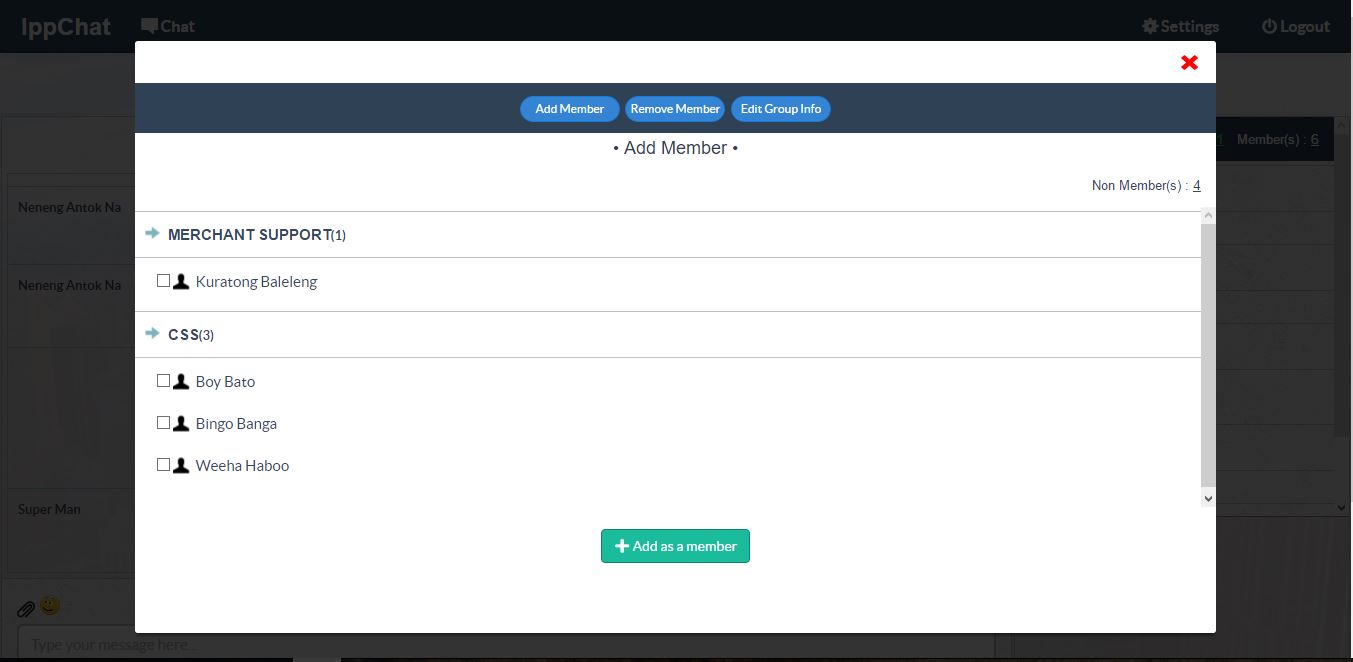 IppChat Chat Settings Logout
Add Member Remove Member Edit Group Info
• Add Member •
1 Member(s) : 6
Non Member(s) : 4
Neneng Antok Na
MERCHANT SUPPORT(1)
Kuratong Baleleng
Neneng Antok Na
CSS(3)
Boy Bato
Bingo Banga
Weeha Haboo
Super Man
Add as a member
Type your message here...